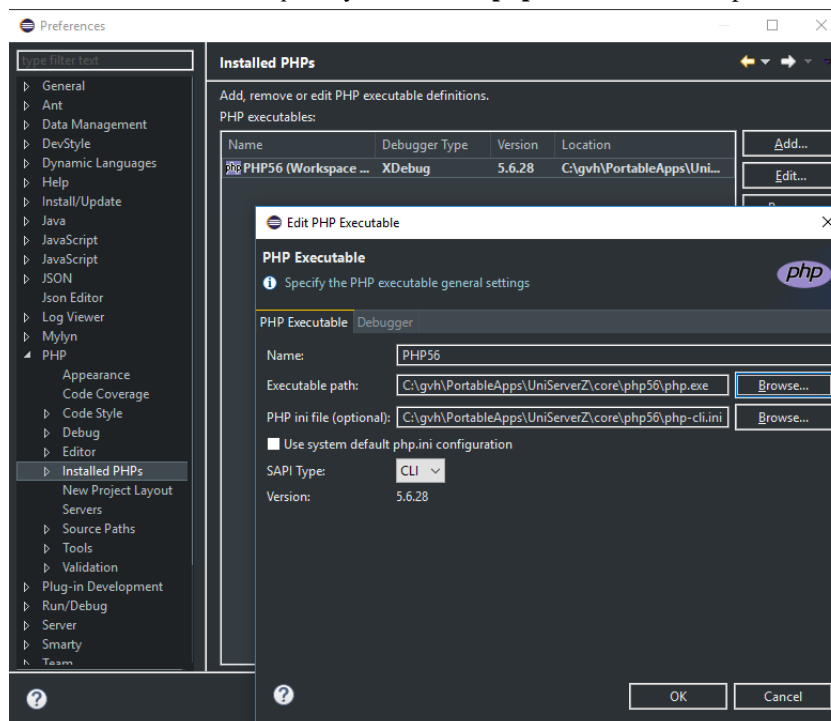 Preferences
type filter text
General
Ant
Data Management
DevStyle
Dynamic Languages
Help
Install/Update
Java
JavaScript
JavaScript
JSON
Json Editor
Log Viewer
Mylyn
PHP
Appearance
Code Coverage
Code Style
Debug
Editor
Installed PHPs
New Project Layout
Servers
Source Paths
Tools
Validation
Plug-in Development
Run/Debug
Server
Smarty
Team
Installed PHPs
Add, remove or edit PHP executable definitions.
PHP executables:
Name Debugger Type Version Location
PHP56 (Workspace ... XDebug 5.6.28 C:\gvh\PortableApps\Uni...
Add...
Edit...
Edit PHP Executable
PHP Executable
Specify the PHP executable general settings
php
PHP Executable Debugger
Name: PHP56
Executable path: C:\gvh\PortableApps\UniServerZ\core\php56\php.exe Browse...
PHP ini file (optional): C:\gvh\PortableApps\UniServerZ\core\php56\php-cli.ini Browse...
Use system default php.ini configuration
SAPI Type: CLI
Version: 5.6.28
OK Cancel